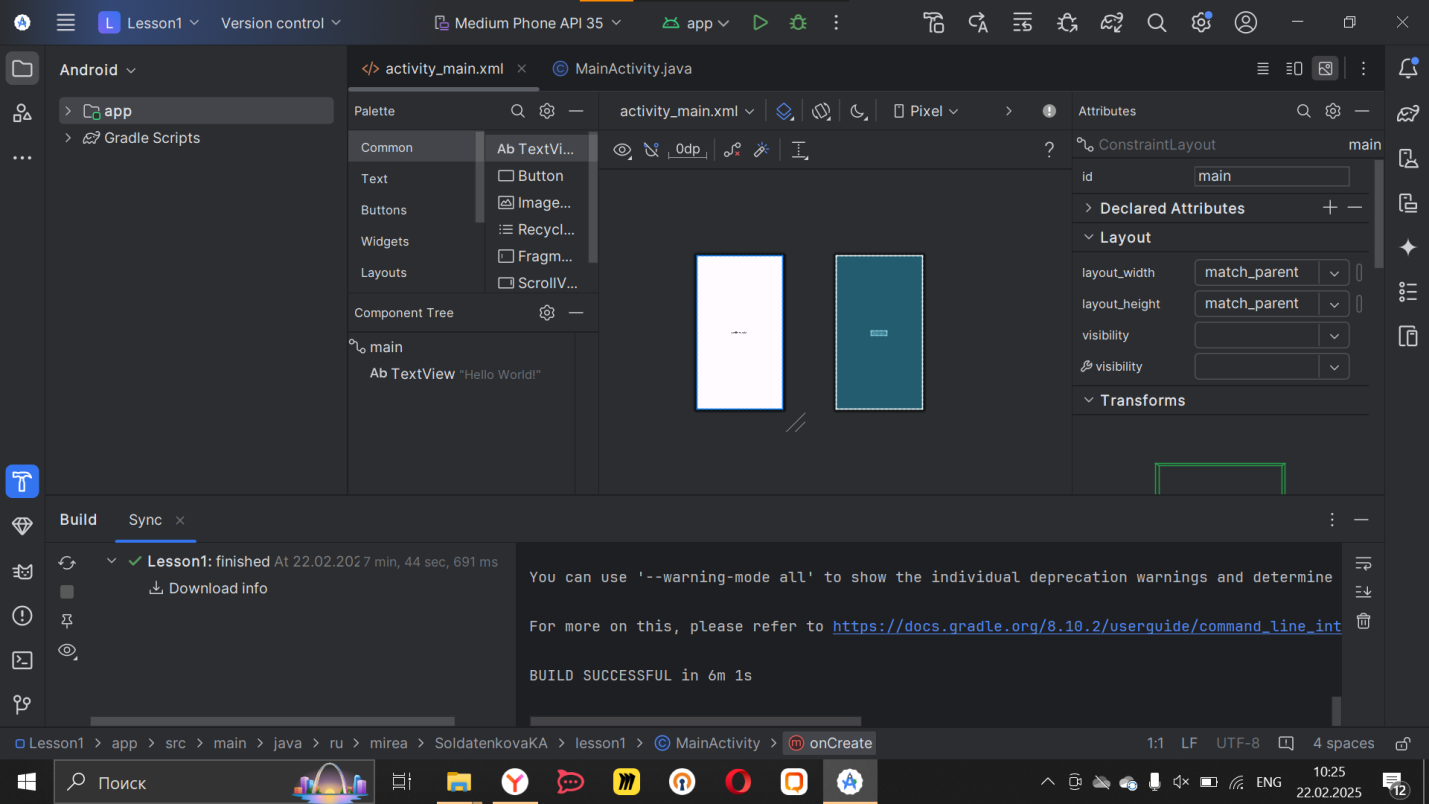 L Lesson1 Version control Medium Phone API 35 app
Android
app
Gradle Scripts
activity_main.xml MainActivity.java
Palette
Common
Text
Buttons
Widgets
Layouts
Ab TextVi...
Button
Image...
Recycl...
Fragm...
ScrollV...
Component Tree
main
Ab TextView "Hello World!"
activity_main.xml Pixel
0dp
?
Attributes
ConstraintLayout main
id main
Declared Attributes
Layout
layout_width match_parent
layout_height match_parent
visibility
visibility
Transforms
Build Sync
Lesson1: finished At 22.02.202 7 min, 44 sec, 691 ms
Download info
You can use '--warning-mode all' to show the individual deprecation warnings and determine
For more on this, please refer to https://docs.gradle.org/8.10.2/userguide/command_line_int
BUILD SUCCESSFUL in 6m 1s
Lesson1 > app > src > main > java > ru > mirea > SoldatenkovaKA > lesson1 > MainActivity > onCreate 1:1 LF UTF-8 4 spaces
Поиск
ENG
10:25
22.02.2025
12